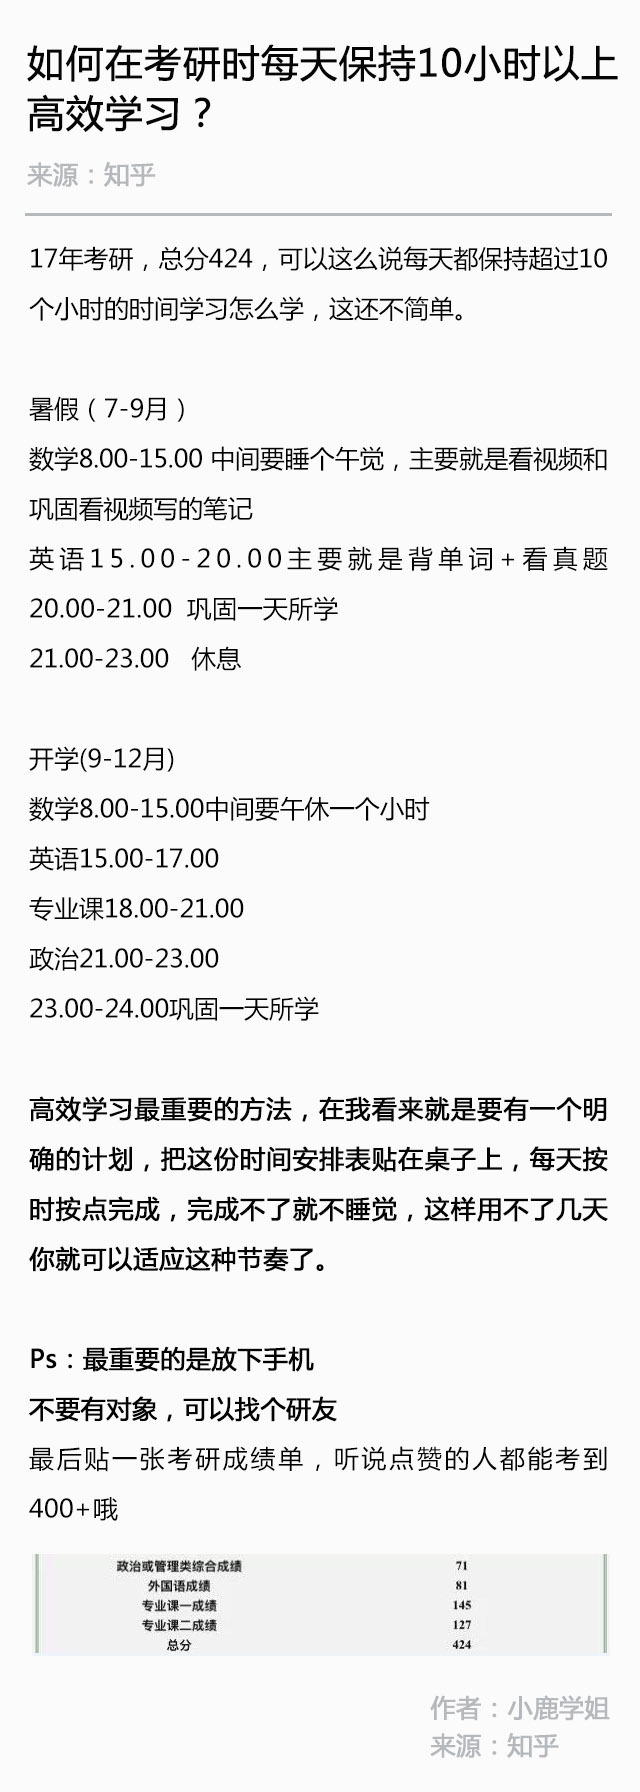 如何在考研时每天保持10小时以上
高效学习？
来源：知乎
17年考研，总分424，可以这么说每天都保持超过10
个小时的时间学习怎么学，这还不简单。
暑假（7-9月）
数学8.00-15.00 中间要睡个午觉，主要就是看视频和
巩固看视频写的笔记
英语15.00-20.00主要就是背单词+看真题
20.00-21.00 巩固一天所学
21.00-23.00 休息
开学(9-12月)
数学8.00-15.00中间要午休一个小时
英语15.00-17.00
专业课18.00-21.00
政治21.00-23.00
23.00-24.00巩固一天所学
高效学习最重要的方法，在我看来就是要有一个明
确的计划，把这份时间安排表贴在桌子上，每天按
时按点完成，完成不了就不睡觉，这样用不了几天
你就可以适应这种节奏了。
Ps：最重要的是放下手机
不要有对象，可以找个研友
最后贴一张考研成绩单，听说点赞的人都能考到
400+哦
政治或管理类综合成绩 71
外国语成绩 81
专业课一成绩 145
专业课二成绩 127
总分 424
作者：小鹿学姐
来源：知乎